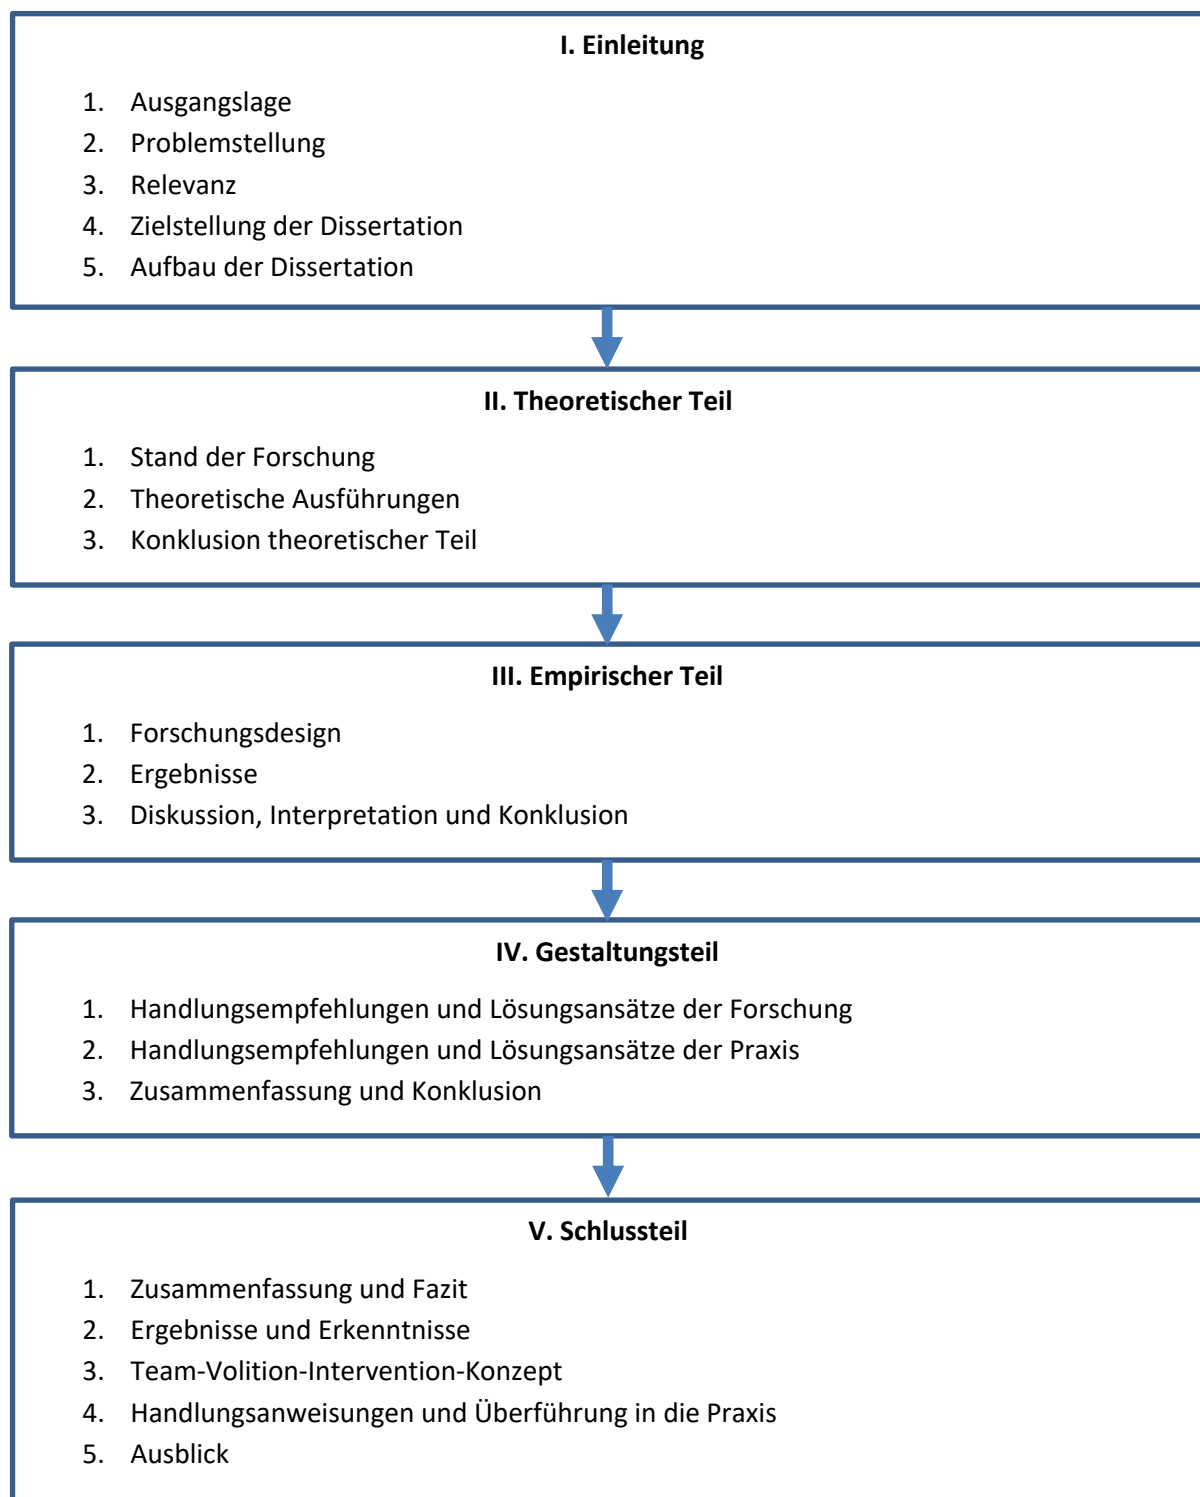 I. Einleitung
1. Ausgangslage
2. Problemstellung
3. Relevanz
4. Zielstellung der Dissertation
5. Aufbau der Dissertation
II. Theoretischer Teil
1. Stand der Forschung
2. Theoretische Ausführungen
3. Konklusion theoretischer Teil
III. Empirischer Teil
1. Forschungsdesign
2. Ergebnisse
3. Diskussion, Interpretation und Konklusion
IV. Gestaltungsteil
1. Handlungsempfehlungen und Lösungsansätze der Forschung
2. Handlungsempfehlungen und Lösungsansätze der Praxis
3. Zusammenfassung und Konklusion
V. Schlussteil
1. Zusammenfassung und Fazit
2. Ergebnisse und Erkenntnisse
3. Team-Volition-Intervention-Konzept
4. Handlungsanweisungen und Überführung in die Praxis
5. Ausblick